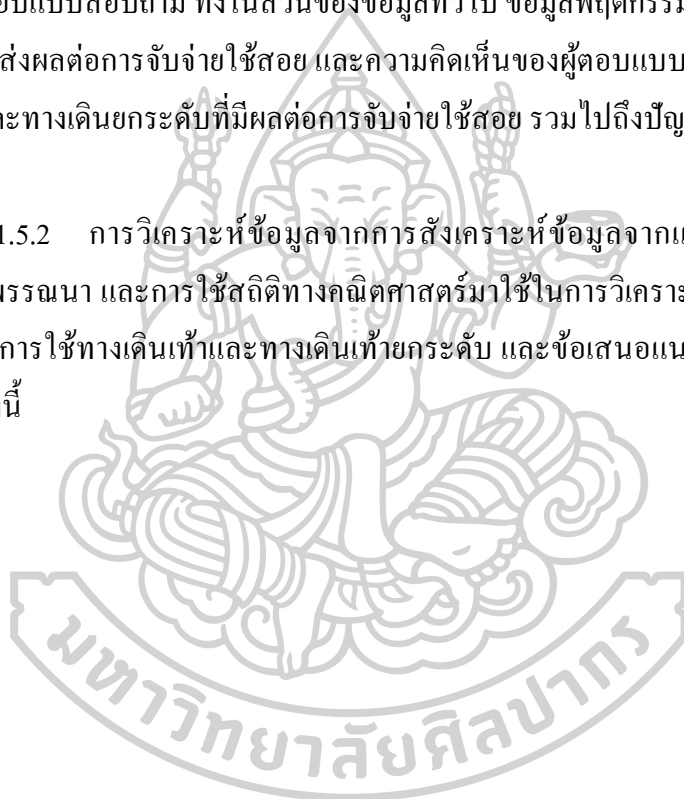 อบแบบสอบถาม ทั้งในส่วนของข้อมูลทั่วไป ข้อมูลพฤติกรรม
ส่งผลต่อการจับจ่ายใช้สอย และความคิดเห็นของผู้ตอบแบบ
ะทางเดินยกระดับที่มีผลต่อการจับจ่ายใช้สอย รวมไปถึงปัญ
1.5.2 การวิเคราะห์ข้อมูลจากการสังเคราะห์ข้อมูลจากแ
พรรณนา และการใช้สถิติทางคณิตศาสตร์มาใช้ในการวิเคราะ
การใช้ทางเดินเท้าและทางเดินเท้ายกระดับ และข้อเสนอแน
นี้
มหาวิทยาลัยศิลปากร